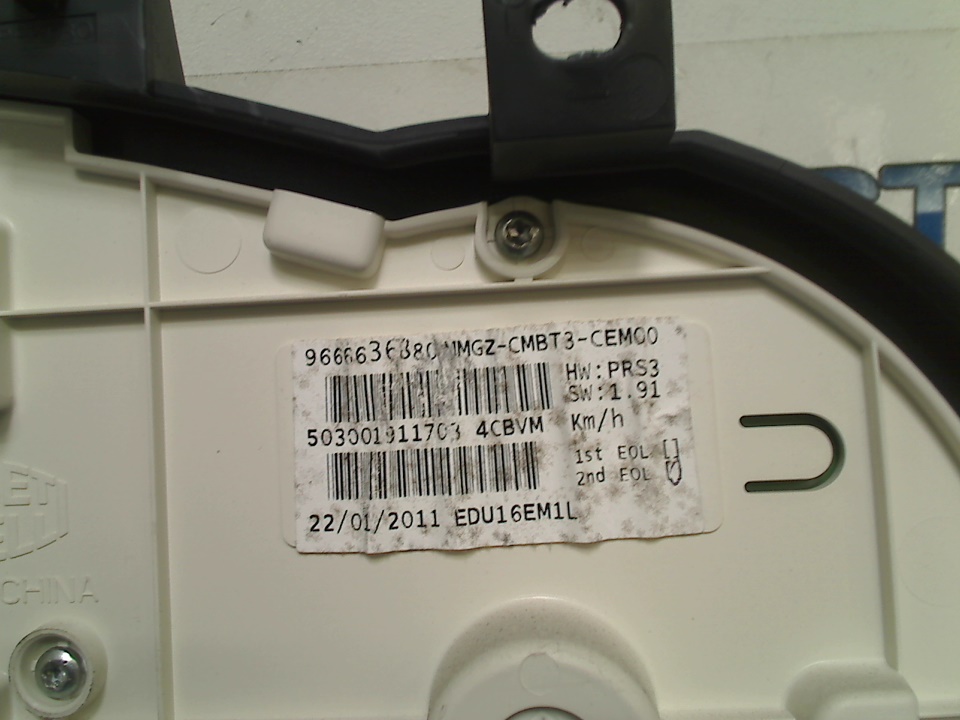 9666636880 MMGZ-CMBT3-CEM00
HW:PRS3
SW:1.91
503001911703 4CBVM
Km/h
1st EOL []
2nd EOL []
22/01/2011 EDU16EM1L
CHINA